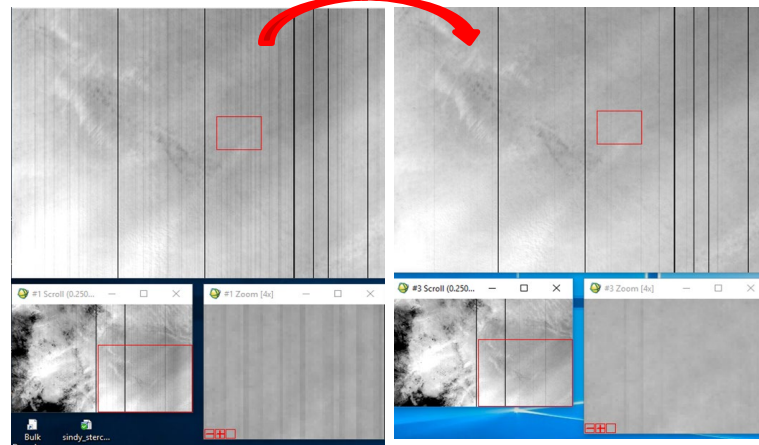 #1 Scroll (0.250...
#1 Zoom [4x]
#3 Scroll (0.250...
#3 Zoom [4x]
Bulk
sindy_sterc...